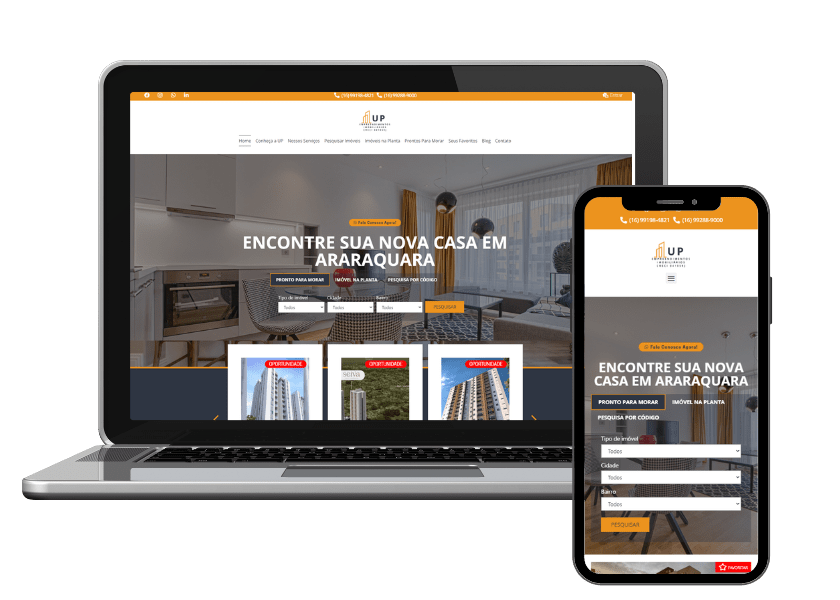 (16) 99198-4821 (16) 99288-9000
Entrar
UP
EMPREENDIMENTOS
IMOBILIÁRIOS
Home Conheça a UP Nossos Serviços Pesquisar Imóveis Imóveis na Planta Prontos Para Morar Seus Favoritos Blog Contato
Fale Conosco Agora!
ENCONTRE SUA NOVA CASA EM
ARARAQUARA
PRONTO PARA MORAR IMÓVEL NA PLANTA PESQUISA POR CÓDIGO
Tipo de imóvel Cidade Bairro
Todos Todos Todos PESQUISAR
OPORTUNIDADE OPORTUNIDADE OPORTUNIDADE
(16) 99198-4821 (16) 99288-9000
UP
EMPREENDIMENTOS
IMOBILIÁRIOS
Fale Conosco Agora!
ENCONTRE SUA NOVA
CASA EM ARARAQUARA
PRONTO PARA MORAR IMÓVEL NA PLANTA
PESQUISA POR CÓDIGO
Tipo de imóvel
Todos
Cidade
Todos
Bairro
Todos
PESQUISAR
FAVORITAR